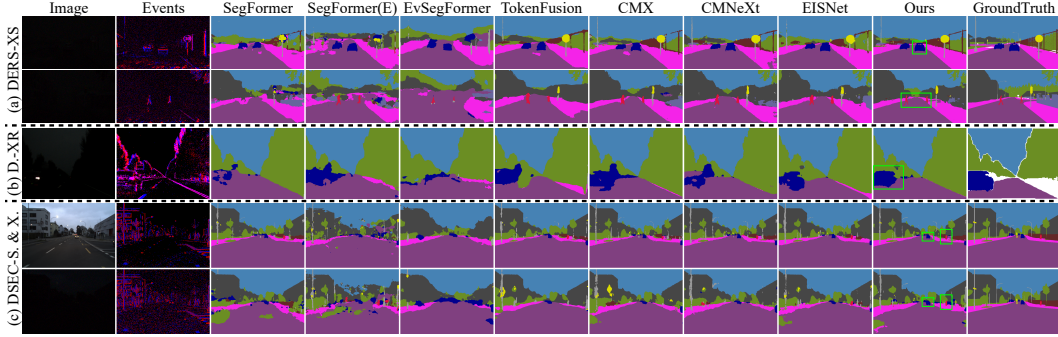 Image Events SegFormer SegFormer(E) EvSegFormer TokenFusion CMX CMNeXt EISNet Ours GroundTruth
(a) DERS-XS
(b) D-XR
(c) DSEC-S. & X.